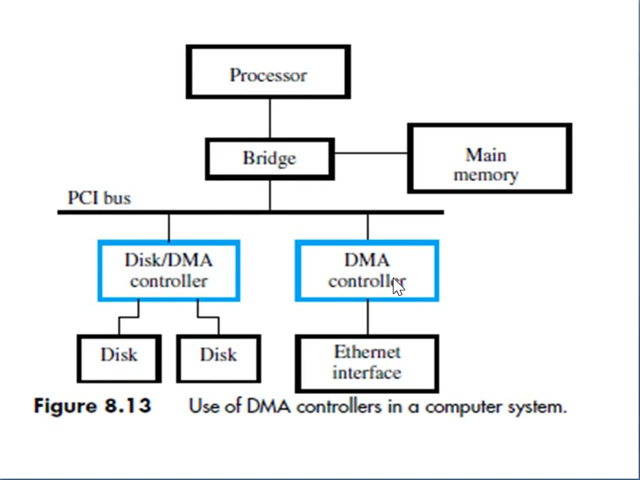 Processor
Bridge
Main
memory
PCI bus
Disk/DMA
controller
DMA
controller
Disk
Disk
Ethernet
interface
Figure 8.13 Use of DMA controllers in a computer system.